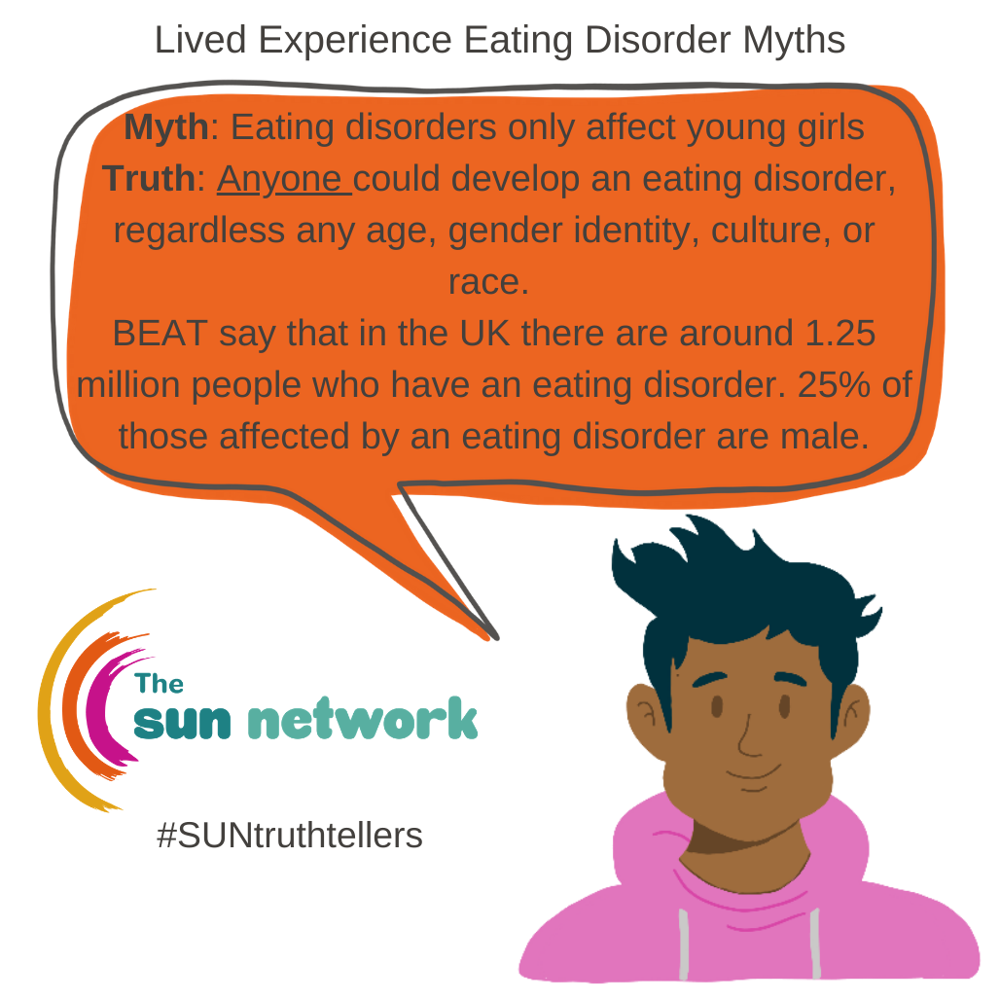 Lived Experience Eating Disorder Myths
Myth: Eating disorders only affect young girls
Truth: Anyone could develop an eating disorder,
regardless any age, gender identity, culture, or
race.
BEAT say that in the UK there are around 1.25
million people who have an eating disorder. 25% of
those affected by an eating disorder are male.
The
sun network
#SUNtruthtellers